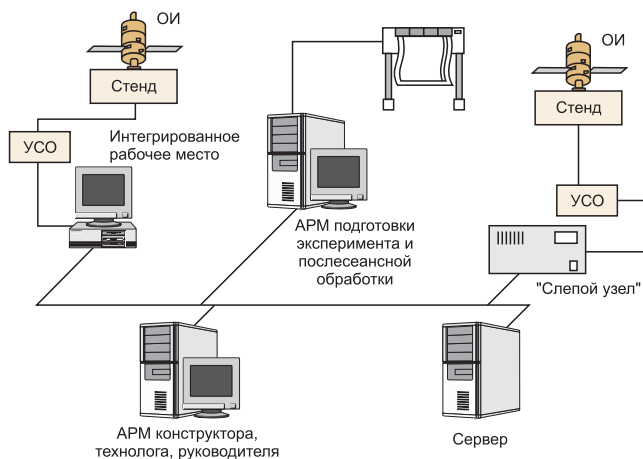 ОИ
Стенд
УСО
Интегрированное
рабочее место
АРМ подготовки
эксперимента и
послесеансной
обработки
ОИ
Стенд
УСО
"Слепой узел"
АРМ конструктора,
технолога, руководителя
Сервер